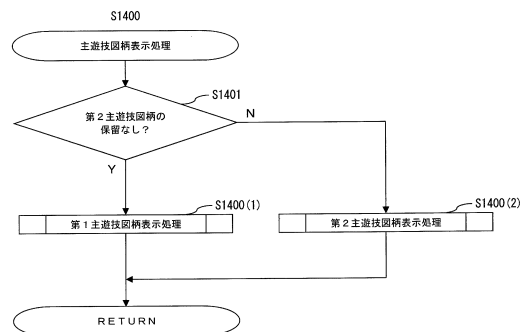 S1400
主遊技図柄表示処理
S1401
第2主遊技図柄の
保留なし?
N
Y
S1400(1)
第1主遊技図柄表示処理
S1400(2)
第2主遊技図柄表示処理
RETURN